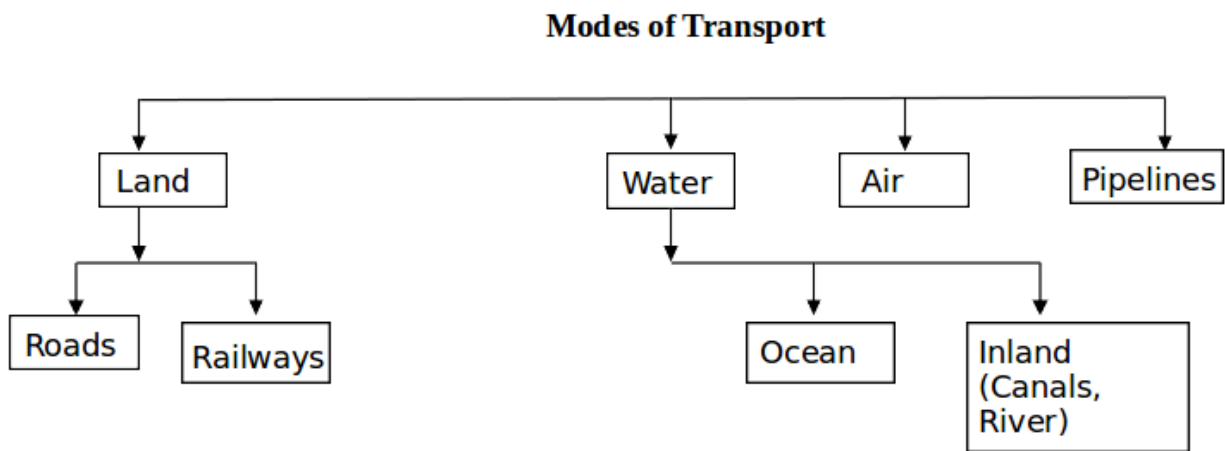 Modes of Transport
Land
Water
Air
Pipelines
Roads
Railways
Ocean
Inland
(Canals,
River)